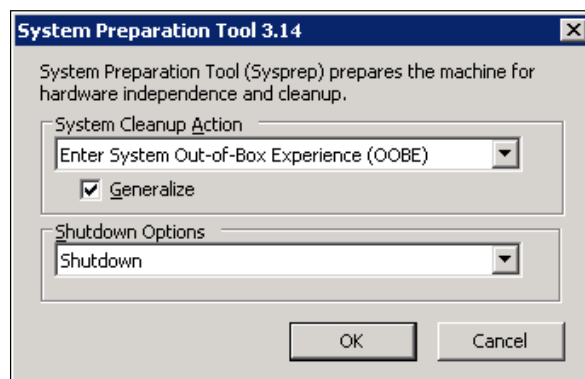 System Preparation Tool 3.14
System Preparation Tool (Sysprep) prepares the machine for
hardware independence and cleanup.
System Cleanup Action
Enter System Out-of-Box Experience (OOBE)
Generalize
Shutdown Options
Shutdown
OK Cancel